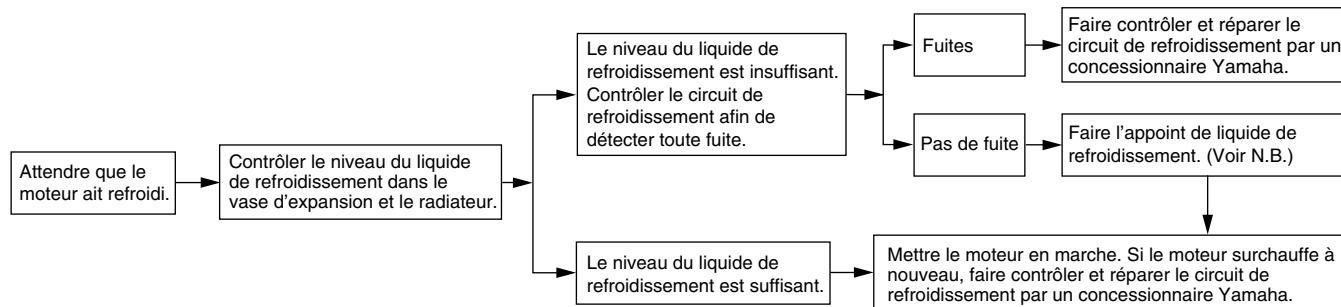 Attendre que le
moteur ait refroidi.
Contrôler le niveau du liquide
de refroidissement dans le
vase d’expansion et le radiateur.
Le niveau du liquide de
refroidissement est insuffisant.
Contrôler le circuit de
refroidissement afin de
détecter toute fuite.
Fuites
Faire contrôler et réparer le
circuit de refroidissement par un
concessionnaire Yamaha.
Pas de fuite
Faire l’appoint de liquide de
refroidissement. (Voir N.B.)
Le niveau du liquide de
refroidissement est suffisant.
Mettre le moteur en marche. Si le moteur surchauffe à
nouveau, faire contrôler et réparer le circuit de
refroidissement par un concessionnaire Yamaha.